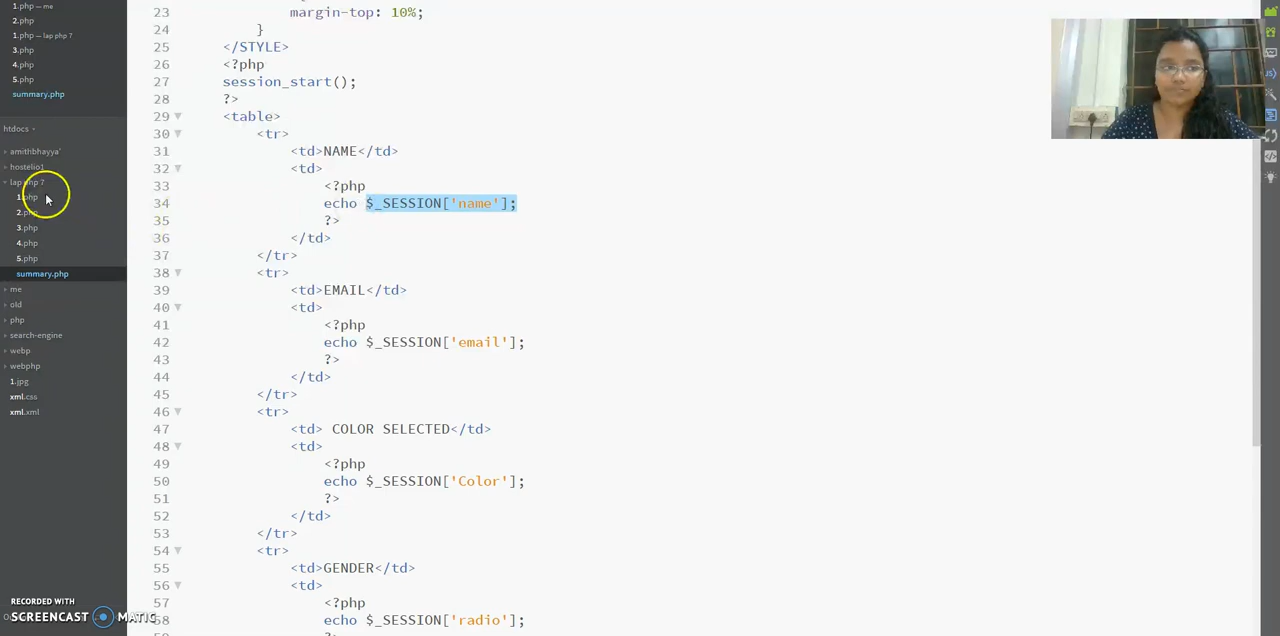 1.php — me
2.php
1.php — lap php 7
3.php
4.php
5.php
summary.php
htdocs
amithbhayya'
hostelio1
lap php 7
1.php
2.php
3.php
4.php
5.php
summary.php
me
old
php
search-engine
webp
webphp
1.jpg
xml.css
xml.xml
23 margin-top: 10%;
24 }
25 </STYLE>
26 <?php
27 session_start();
28 ?>
29 <table>
30 <tr>
31 <td>NAME</td>
32 <td>
33 <?php
34 echo $_SESSION['name'];
35 ?>
36 </td>
37 </tr>
38 <tr>
39 <td>EMAIL</td>
40 <td>
41 <?php
42 echo $_SESSION['email'];
43 ?>
44 </td>
45 </tr>
46 <tr>
47 <td> COLOR SELECTED</td>
48 <td>
49 <?php
50 echo $_SESSION['Color'];
51 ?>
52 </td>
53 </tr>
54 <tr>
55 <td>GENDER</td>
56 <td>
57 <?php
58 echo $_SESSION['radio'];
RECORDED WITH
SCREENCAST MATIC